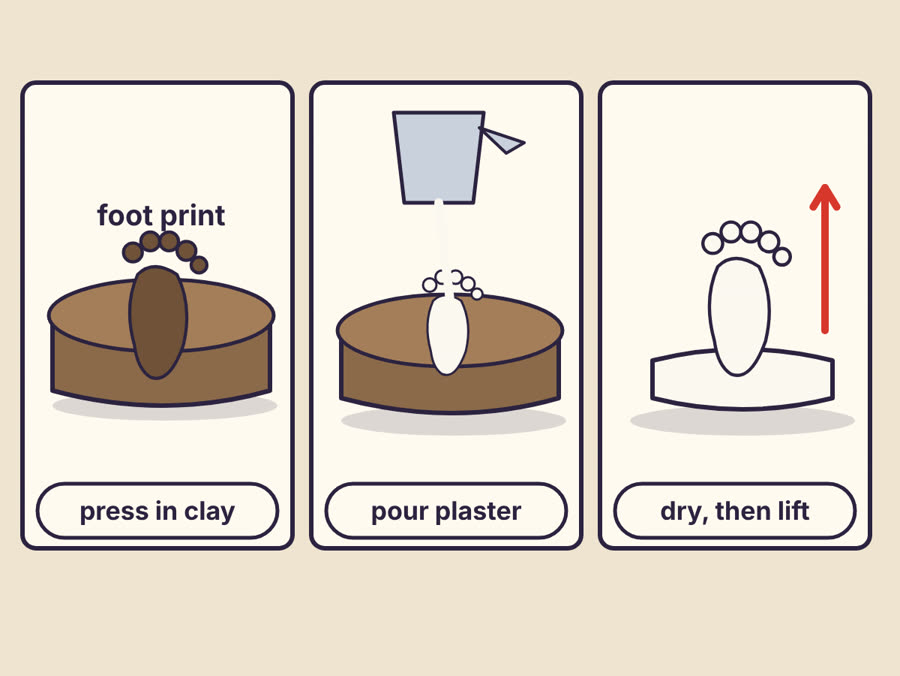 foot print
press in clay
pour plaster
dry, then lift